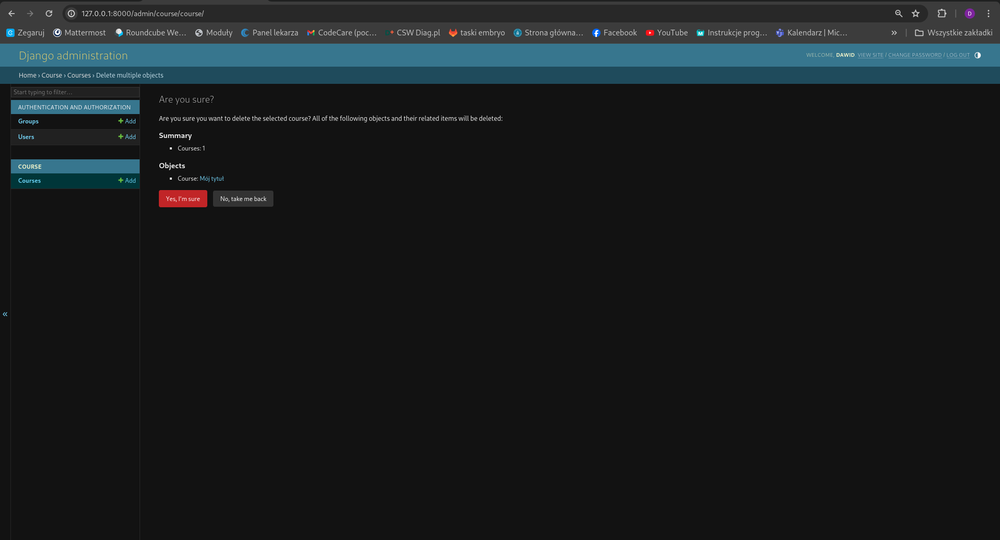 127.0.0.1:8000/admin/course/course/
D
Zegaruj Mattermost Roundcube We... Moduły Panel lekarza CodeCare (poc... CSW Diag.pl taski embryo Strona główna... Facebook YouTube Instrukcje prog... Kalendarz | Mic... » Wszystkie zakładki
Django administration
WELCOME, DAWID. VIEW SITE / CHANGE PASSWORD / LOG OUT
Home › Course › Courses › Delete multiple objects
Start typing to filter...
AUTHENTICATION AND AUTHORIZATION
Groups + Add
Users + Add
COURSE
Courses + Add
«
Are you sure?
Are you sure you want to delete the selected course? All of the following objects and their related items will be deleted:
Summary
Courses: 1
Objects
Course: Mój tytuł
Yes, I'm sure No, take me back